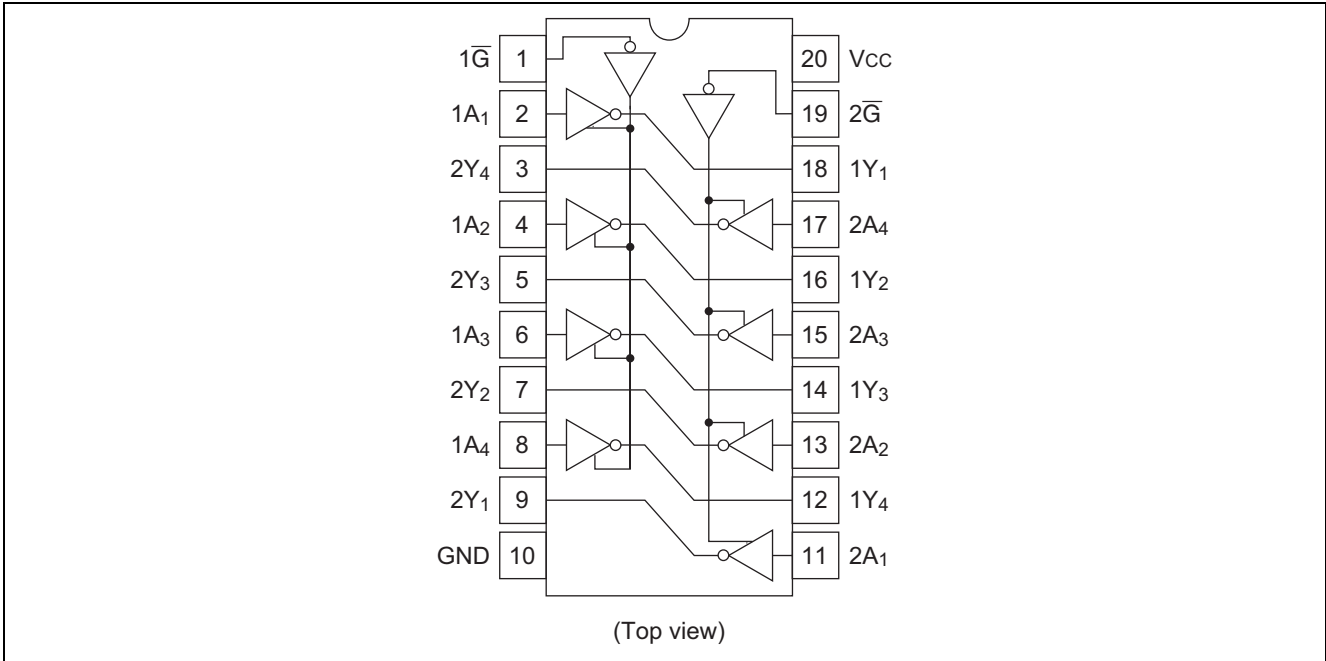 1G̅ 1 20 Vcc
1A1 2 19 2G̅
2Y4 3 18 1Y1
1A2 4 17 2A4
2Y3 5 16 1Y2
1A3 6 15 2A3
2Y2 7 14 1Y3
1A4 8 13 2A2
2Y1 9 12 1Y4
GND 10 11 2A1
(Top view)